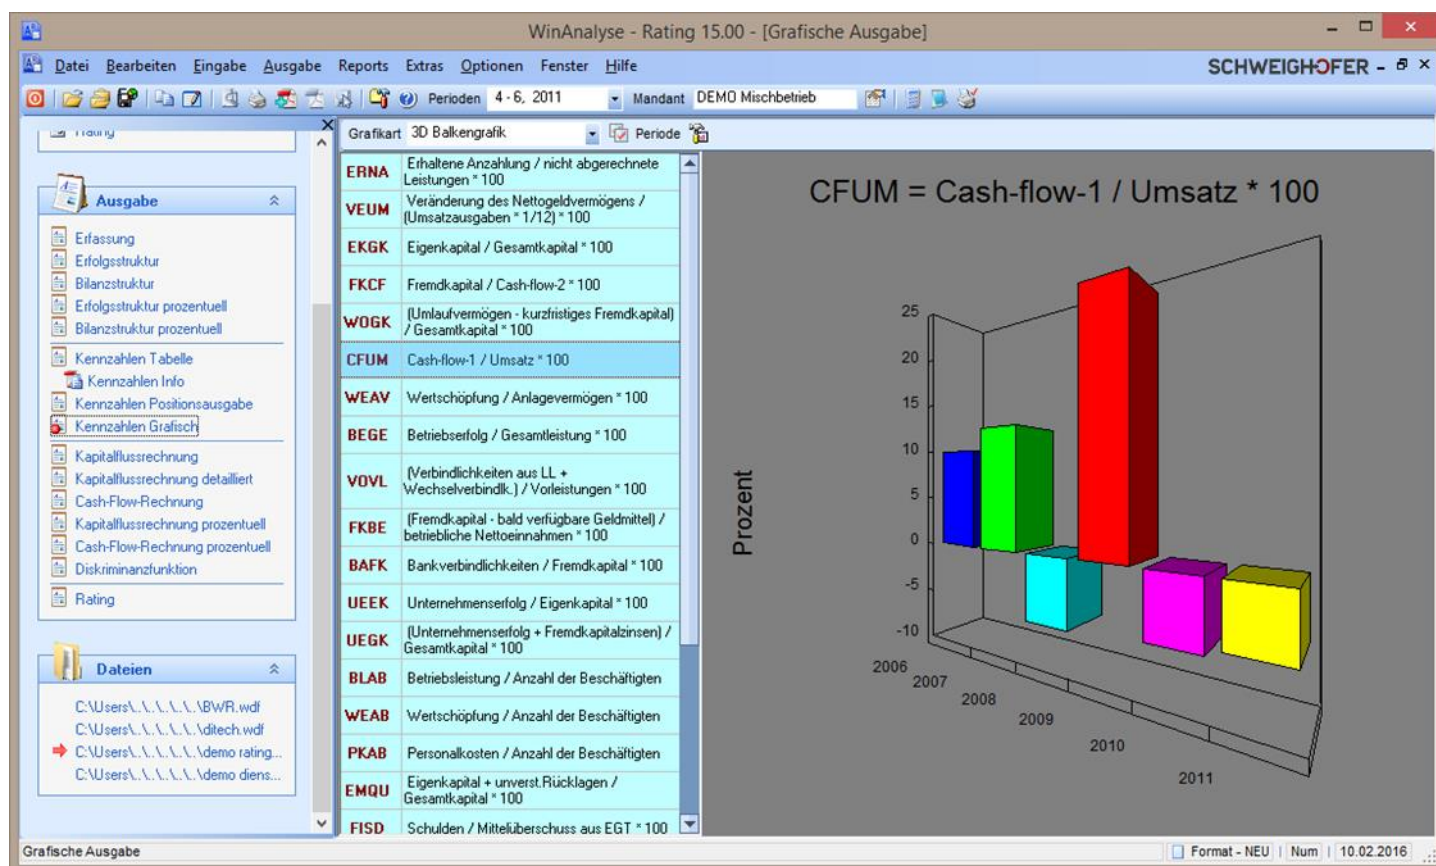 WinAnalyse - Rating 15.00 - [Grafische Ausgabe]
Datei Bearbeiten Eingabe Ausgabe Reports Extras Optionen Fenster Hilfe SCHWEIGHOFER
Perioden 4-6, 2011 Mandant DEMO Mischbetrieb
Rating
Ausgabe
Erfassung
Erfolgsstruktur
Bilanzstruktur
Erfolgsstruktur prozentuell
Bilanzstruktur prozentuell
Kennzahlen Tabelle
Kennzahlen Info
Kennzahlen Positionsausgabe
Kennzahlen Grafisch
Kapitalflussrechnung
Kapitalflussrechnung detailliert
Cash-Flow-Rechnung
Kapitalflussrechnung prozentuell
Cash-Flow-Rechnung prozentuell
Diskriminanzfunktion
Rating
Dateien
C:\Users\..\..\..\..\..\BWR.wdf
C:\Users\..\..\..\..\..\ditech.wdf
C:\Users\..\..\..\..\..\demo rating...
C:\Users\..\..\..\..\..\demo diens...
Grafikart 3D Balkengrafik Periode
ERNA Erhaltene Anzahlung / nicht abgerechnete
Leistungen * 100
VEUM Veränderung des Nettogeldvermögens /
(Umsatzausgaben * 1/12) * 100
EKGK Eigenkapital / Gesamtkapital * 100
FKCF Fremdkapital / Cash-flow-2 * 100
WOGK (Umlaufvermögen - kurzfristiges Fremdkapital)
/ Gesamtkapital * 100
CFUM Cash-flow-1 / Umsatz * 100
WEAV Wertschöpfung / Anlagevermögen * 100
BEGE Betriebserfolg / Gesamtleistung * 100
VOVL (Verbindlichkeiten aus LL +
Wechselverbindlk.) / Vorleistungen * 100
FKBE (Fremdkapital - bald verfügbare Geldmittel) /
betriebliche Nettoeinnahmen * 100
BAFK Bankverbindlichkeiten / Fremdkapital * 100
UEEK Unternehmenserfolg / Eigenkapital * 100
UEGK (Unternehmenserfolg + Fremdkapitalzinsen) /
Gesamtkapital * 100
BLAB Betriebsleistung / Anzahl der Beschäftigten
WEAB Wertschöpfung / Anzahl der Beschäftigten
PKAB Personalkosten / Anzahl der Beschäftigten
EMQU Eigenkapital + unverst.Rücklagen /
Gesamtkapital * 100
FISD Schulden / Mittelüberschuss aus EGT * 100
CFUM = Cash-flow-1 / Umsatz * 100
Prozent
25
20
15
10
5
0
-5
-10
2006
2007
2008
2009
2010
2011
Grafische Ausgabe Format - NEU Num 10.02.2016